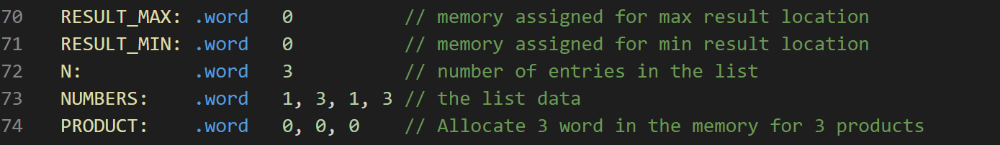 70 RESULT_MAX: .word 0 // memory assigned for max result location
71 RESULT_MIN: .word 0 // memory assigned for min result location
72 N: .word 3 // number of entries in the list
73 NUMBERS: .word 1, 3, 1, 3 // the list data
74 PRODUCT: .word 0, 0, 0 // Allocate 3 word in the memory for 3 products